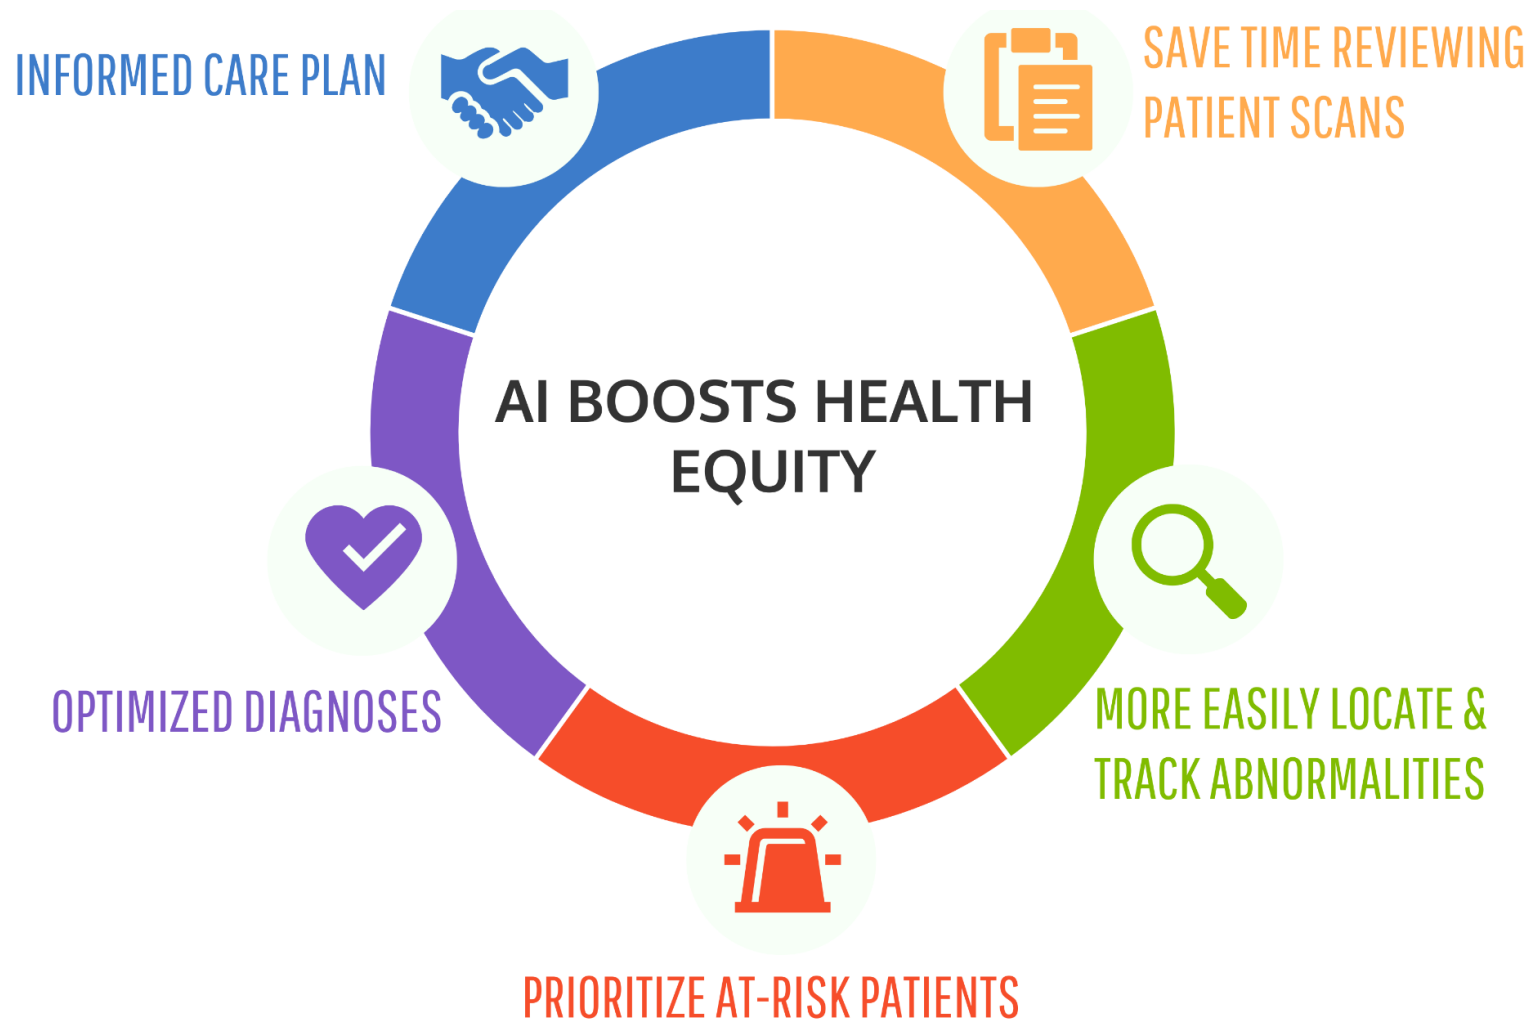 INFORMED CARE PLAN
SAVE TIME REVIEWING
PATIENT SCANS
AI BOOSTS HEALTH
EQUITY
OPTIMIZED DIAGNOSES
MORE EASILY LOCATE &
TRACK ABNORMALITIES
PRIORITIZE AT-RISK PATIENTS